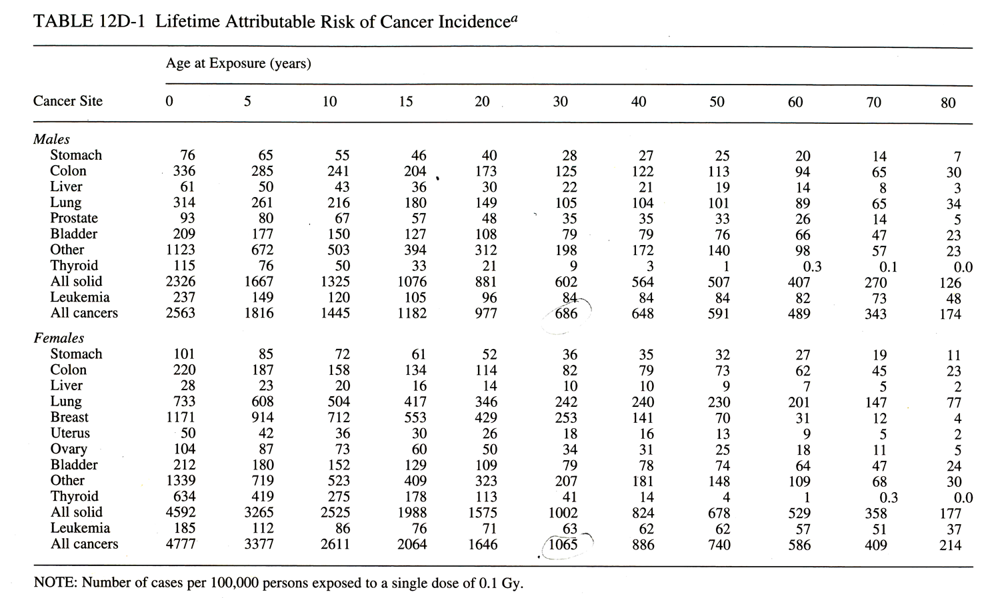 TABLE 12D-1 Lifetime Attributable Risk of Cancer Incidencea
Age at Exposure (years)
Cancer Site 0 5 10 15 20 30 40 50 60 70 80
Males
Stomach 76 65 55 46 40 28 27 25 20 14 7
Colon 336 285 241 204 173 125 122 113 94 65 30
Liver 61 50 43 36 30 22 21 19 14 8 3
Lung 314 261 216 180 149 105 104 101 89 65 34
Prostate 93 80 67 57 48 35 35 33 26 14 5
Bladder 209 177 150 127 108 79 79 76 66 47 23
Other 1123 672 503 394 312 198 172 140 98 57 23
Thyroid 115 76 50 33 21 9 3 1 0.3 0.1 0.0
All solid 2326 1667 1325 1076 881 602 564 507 407 270 126
Leukemia 237 149 120 105 96 84 84 84 82 73 48
All cancers 2563 1816 1445 1182 977 686 648 591 489 343 174
Females
Stomach 101 85 72 61 52 36 35 32 27 19 11
Colon 220 187 158 134 114 82 79 73 62 45 23
Liver 28 23 20 16 14 10 10 9 7 5 2
Lung 733 608 504 417 346 242 240 230 201 147 77
Breast 1171 914 712 553 429 253 141 70 31 12 4
Uterus 50 42 36 30 26 18 16 13 9 5 2
Ovary 104 87 73 60 50 34 31 25 18 11 5
Bladder 212 180 152 129 109 79 78 74 64 47 24
Other 1339 719 523 409 323 207 181 148 109 68 30
Thyroid 634 419 275 178 113 41 14 4 1 0.3 0.0
All solid 4592 3265 2525 1988 1575 1002 824 678 529 358 177
Leukemia 185 112 86 76 71 63 62 62 57 51 37
All cancers 4777 3377 2611 2064 1646 1065 886 740 586 409 214
NOTE: Number of cases per 100,000 persons exposed to a single dose of 0.1 Gy.